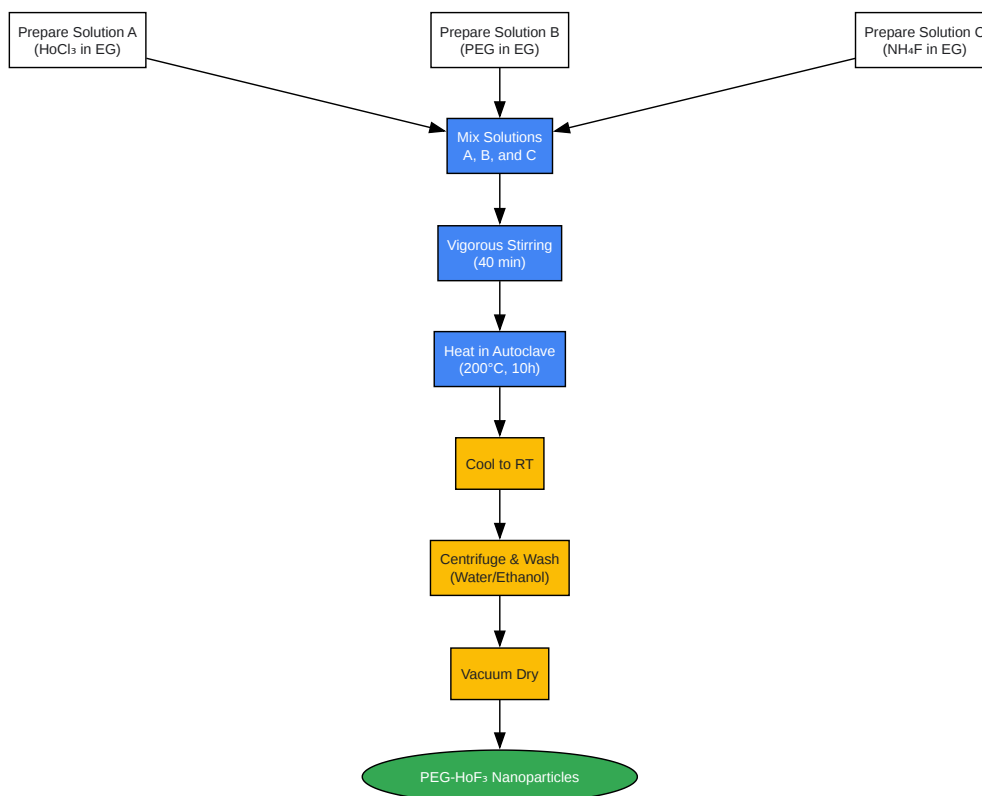 Prepare Solution A
(HoCl₃ in EG)
Prepare Solution B
(PEG in EG)
Prepare Solution C
(NH₄F in EG)
Mix Solutions
A, B, and C
Vigorous Stirring
(40 min)
Heat in Autoclave
(200°C, 10h)
Cool to RT
Centrifuge & Wash
(Water/Ethanol)
Vacuum Dry
PEG-HoF₃ Nanoparticles